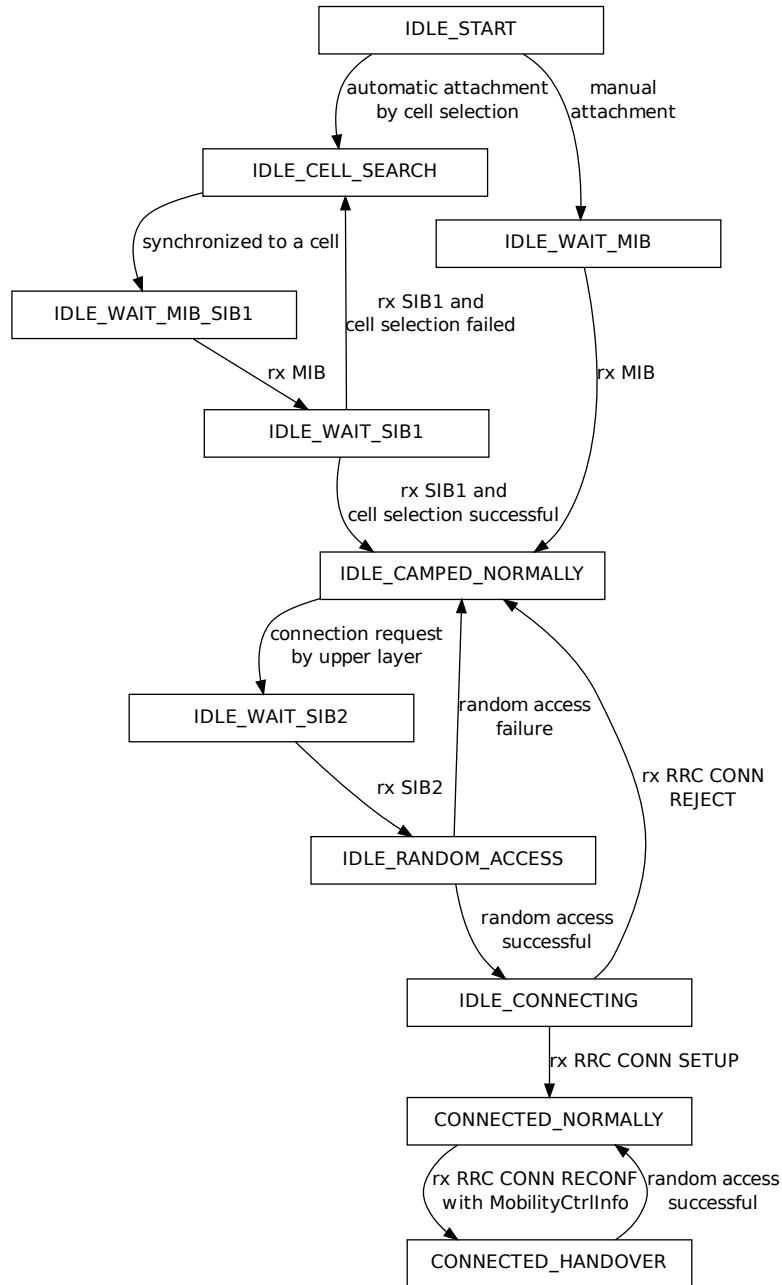 IDLE_START
automatic attachment
by cell selection
manual
attachment
IDLE_CELL_SEARCH
IDLE_WAIT_MIB
synchronized to a cell
IDLE_WAIT_MIB_SIB1
rx SIB1 and
cell selection failed
rx MIB
rx MIB
IDLE_WAIT_SIB1
rx SIB1 and
cell selection successful
IDLE_CAMPED_NORMALLY
connection request
by upper layer
IDLE_WAIT_SIB2
random access
failure
rx RRC CONN
REJECT
rx SIB2
IDLE_RANDOM_ACCESS
random access
successful
IDLE_CONNECTING
rx RRC CONN SETUP
CONNECTED_NORMALLY
rx RRC CONN RECONF
with MobilityCtrlInfo
random access
successful
CONNECTED_HANDOVER